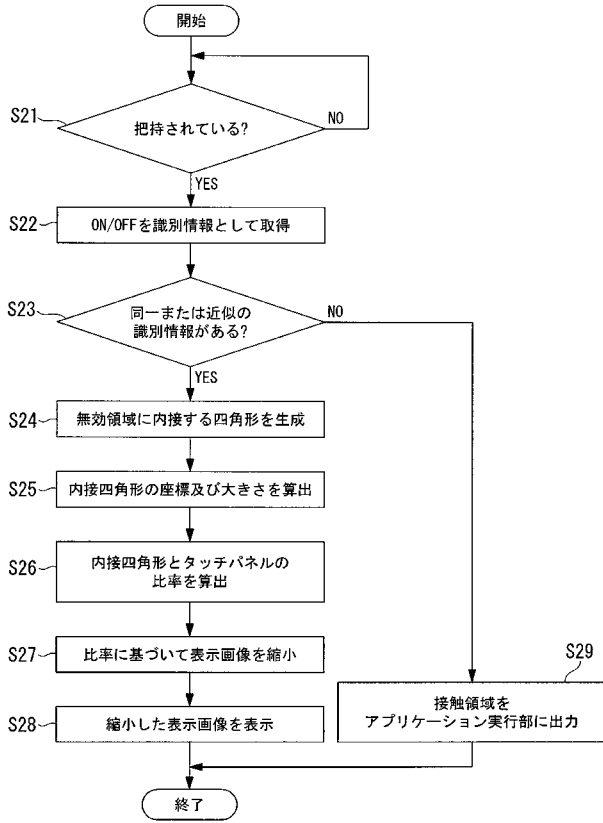 開始
S21
把持されている?
NO
YES
S22
ON/OFFを識別情報として取得
S23
同一または近似の
識別情報がある?
NO
YES
S24
無効領域に内接する四角形を生成
S25
内接四角形の座標及び大きさを算出
S26
内接四角形とタッチパネルの
比率を算出
S27
比率に基づいて表示画像を縮小
S29
接触領域を
アプリケーション実行部に出力
S28
縮小した表示画像を表示
終了